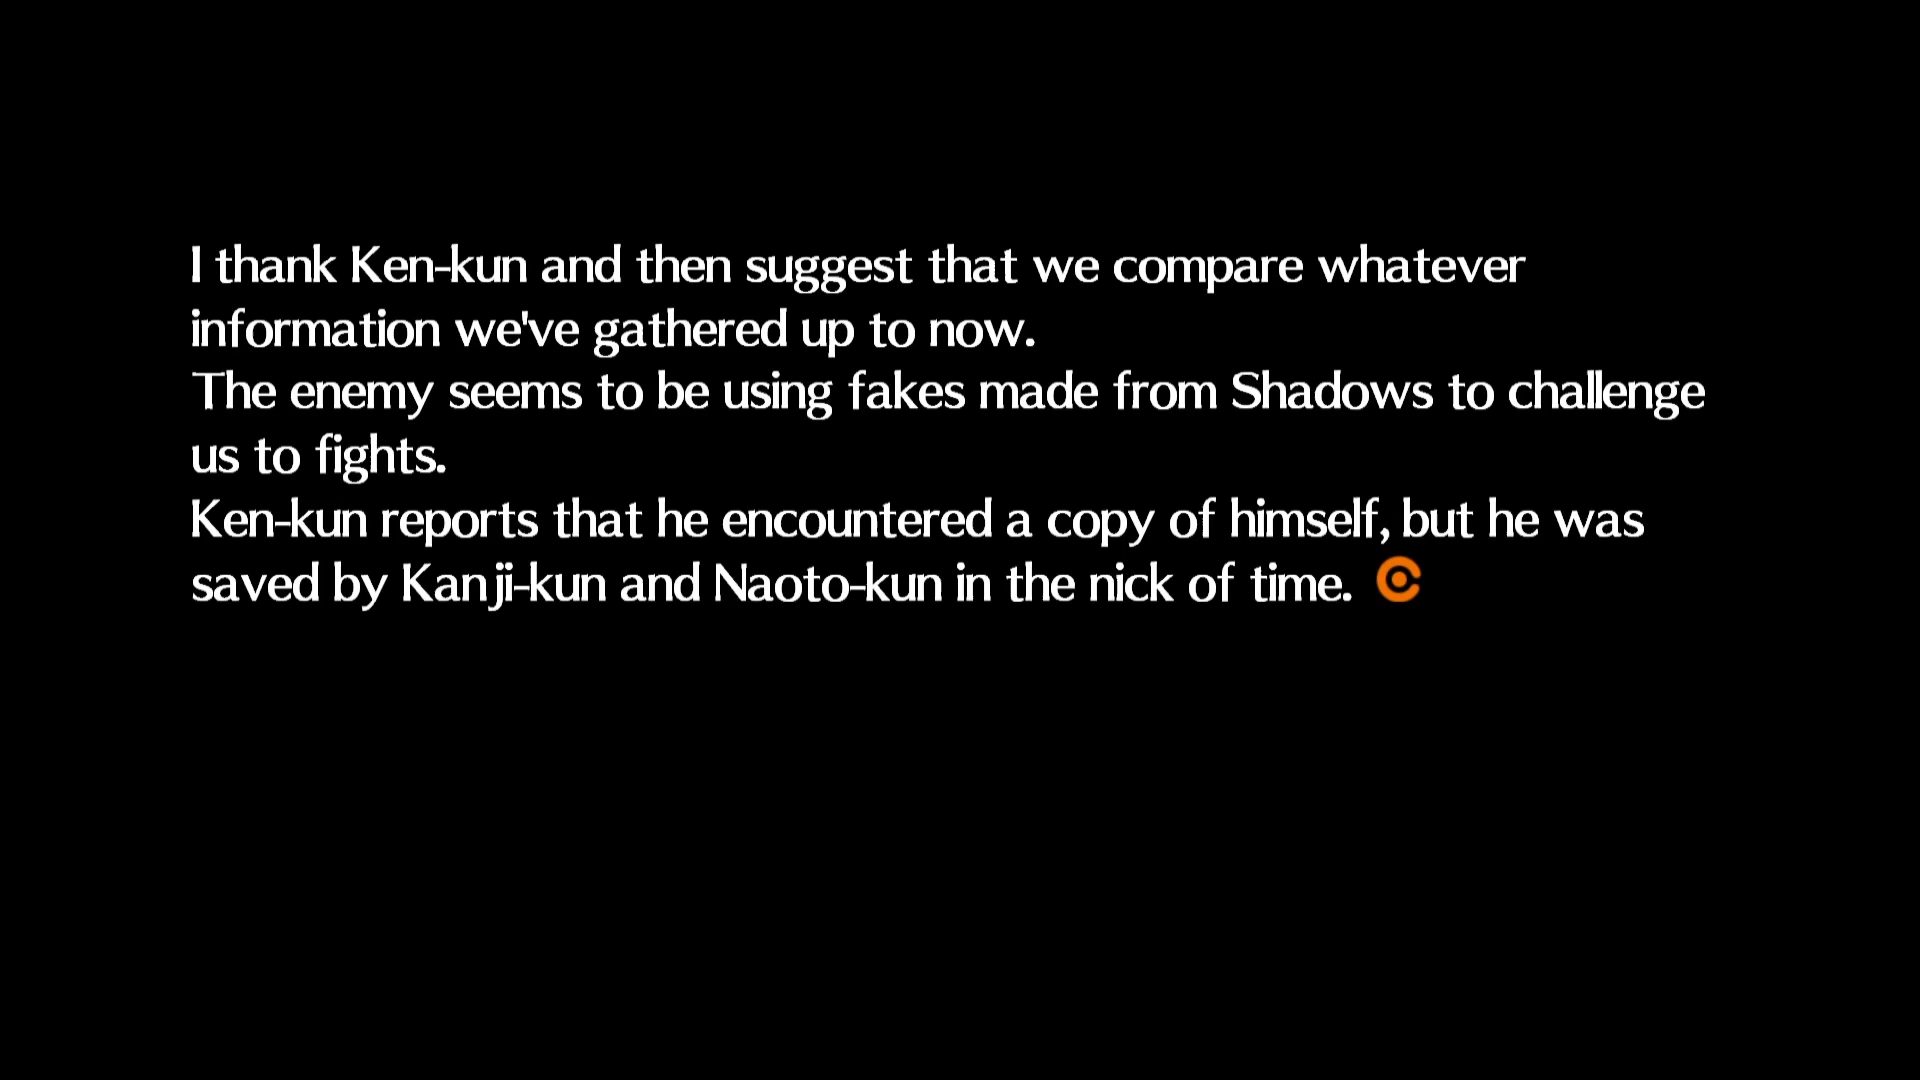 I thank Ken-kun and then suggest that we compare whatever
information we've gathered up to now.
The enemy seems to be using fakes made from Shadows to challenge
us to fights.
Ken-kun reports that he encountered a copy of himself, but he was
saved by Kanji-kun and Naoto-kun in the nick of time.